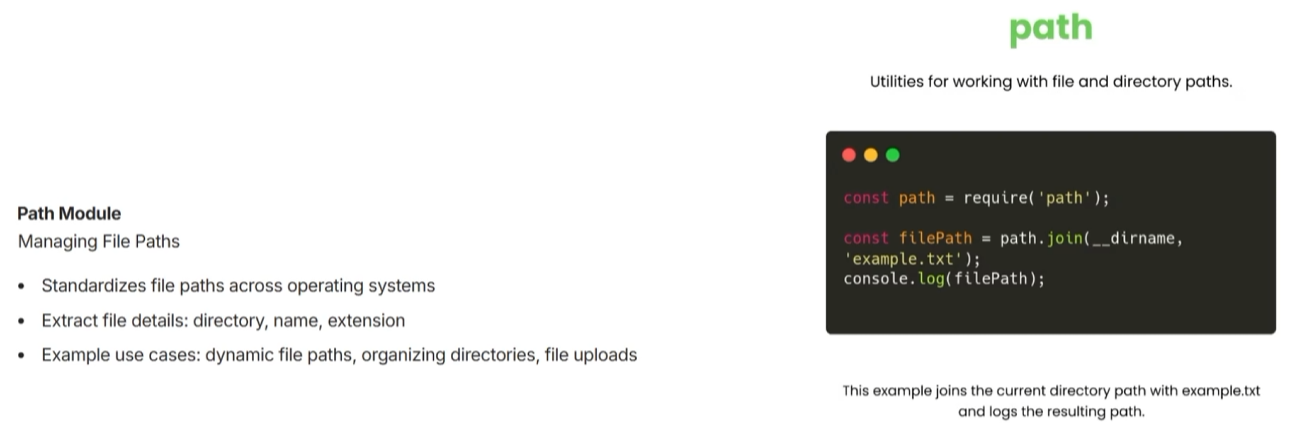 Path Module
Managing File Paths
• Standardizes file paths across operating systems
• Extract file details: directory, name, extension
• Example use cases: dynamic file paths, organizing directories, file uploads
path
Utilities for working with file and directory paths.
const path = require('path');
const filePath = path.join(__dirname,
'example.txt');
console.log(filePath);
This example joins the current directory path with example.txt
and logs the resulting path.